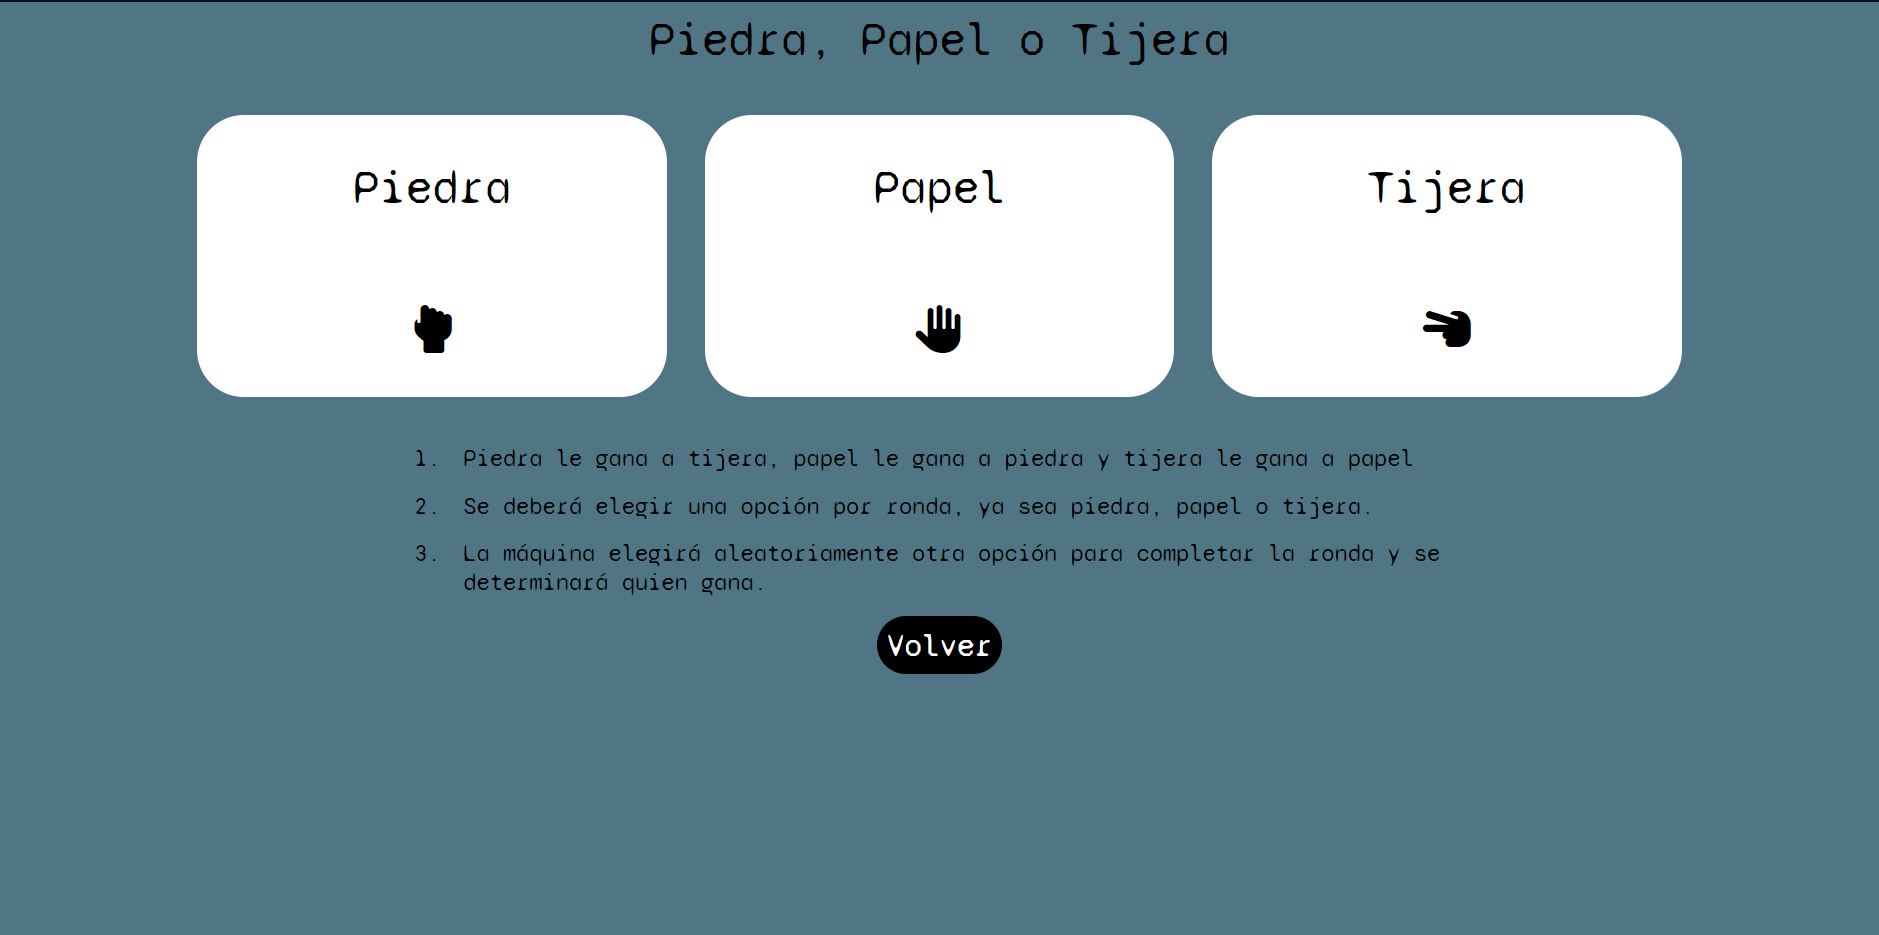 Piedra, Papel o Tijera
Piedra
Papel
Tijera
1. Piedra le gana a tijera, papel le gana a piedra y tijera le gana a papel
2. Se deberá elegir una opción por ronda, ya sea piedra, papel o tijera.
3. La máquina elegirá aleatoriamente otra opción para completar la ronda y se
determinará quien gana.
Volver